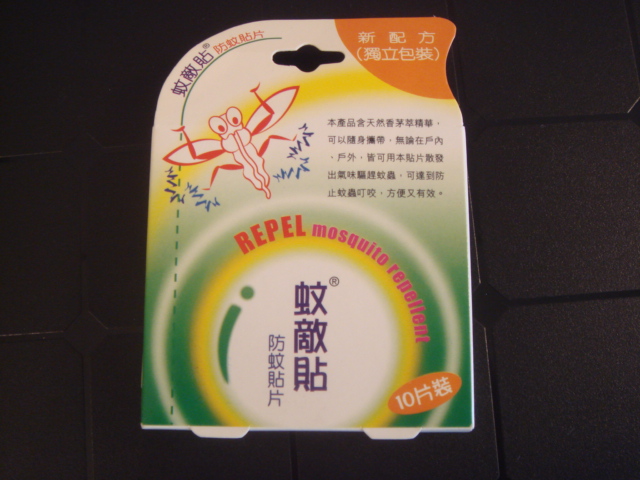 蚊敵貼®防蚊貼片
新配方
(獨立包裝)
本產品含天然香茅萃精華,
可以隨身攜帶,無論在戶內
,戶外,皆可用本貼片散發
出氣味驅趕蚊蟲,可達到防
止蚊蟲叮咬,方便又有效。
REPEL mosquito repellent
蚊敵貼®
防蚊貼片
10片裝